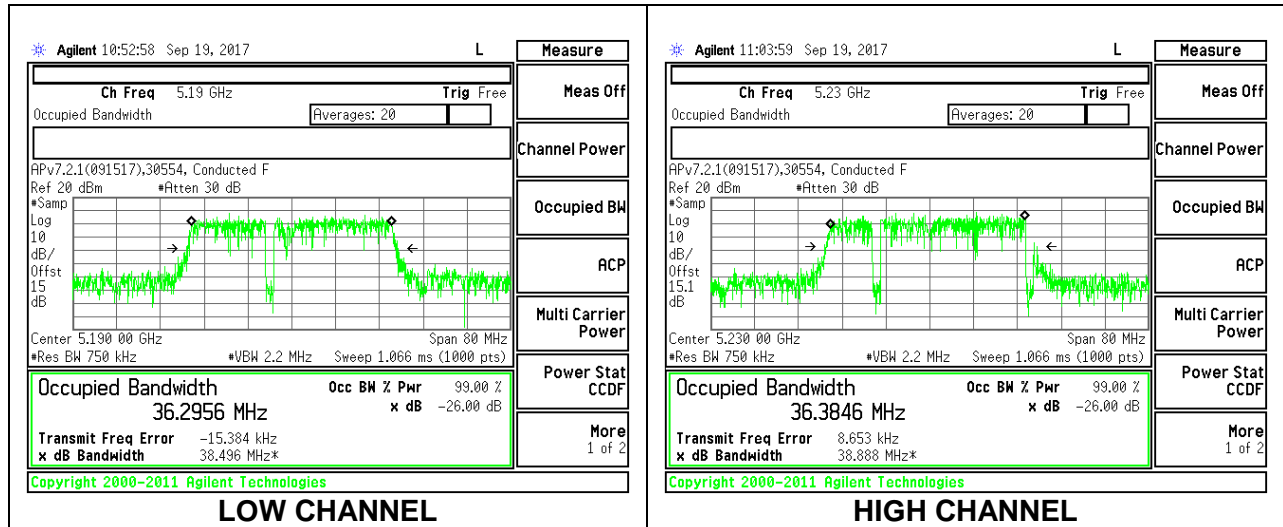 Agilent 10:52:58 Sep 19, 2017 L
Measure
Meas Off
Channel Power
Occupied BW
ACP
Multi Carrier
Power
Power Stat
CCDF
More
1 of 2
Ch Freq 5.19 GHz Trig Free
Occupied Bandwidth Averages: 20
APv7.2.1(091517),30554, Conducted F
Ref 20 dBm #Atten 30 dB
#Samp
Log
10
dB/
Offst
15
dB
Center 5.190 00 GHz Span 80 MHz
#Res BW 750 kHz #VBW 2.2 MHz Sweep 1.066 ms (1000 pts)
Occupied Bandwidth Occ BW % Pwr 99.00 %
36.2956 MHz x dB -26.00 dB
Transmit Freq Error -15.384 kHz
x dB Bandwidth 38.496 MHz*
Copyright 2000-2011 Agilent Technologies
LOW CHANNEL
Agilent 11:03:59 Sep 19, 2017 L
Measure
Meas Off
Channel Power
Occupied BW
ACP
Multi Carrier
Power
Power Stat
CCDF
More
1 of 2
Ch Freq 5.23 GHz Trig Free
Occupied Bandwidth Averages: 20
APv7.2.1(091517),30554, Conducted F
Ref 20 dBm #Atten 30 dB
#Samp
Log
10
dB/
Offst
15.1
dB
Center 5.230 00 GHz Span 80 MHz
#Res BW 750 kHz #VBW 2.2 MHz Sweep 1.066 ms (1000 pts)
Occupied Bandwidth Occ BW % Pwr 99.00 %
36.3846 MHz x dB -26.00 dB
Transmit Freq Error 8.653 kHz
x dB Bandwidth 38.888 MHz*
Copyright 2000-2011 Agilent Technologies
HIGH CHANNEL